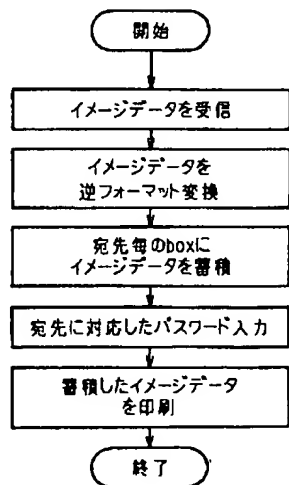 開始
イメージデータを受信
イメージデータを
逆フォーマット変換
宛先毎のboxに
イメージデータを蓄積
宛先に対応したパスワード入力
蓄積したイメージデータ
を印刷
終了